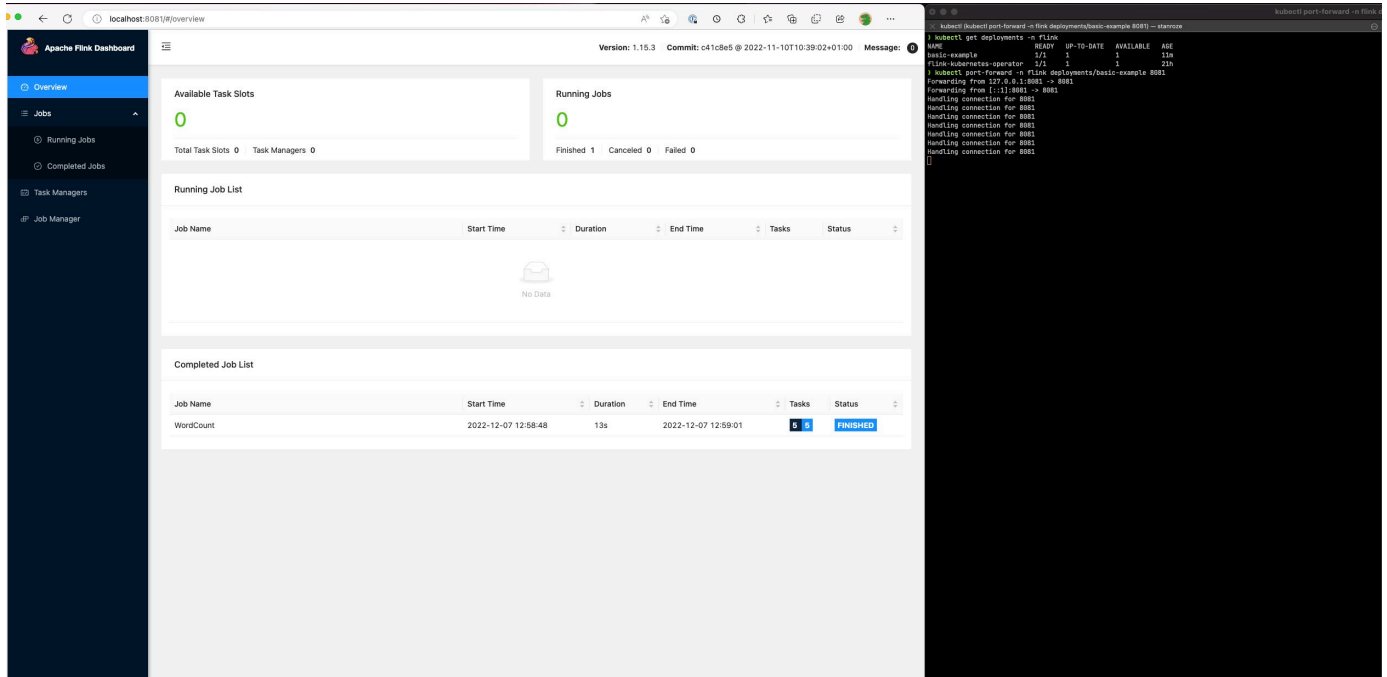 localhost:8081/#/overview
Apache Flink Dashboard
Version: 1.15.3 Commit: c41c8e5 @ 2022-11-10T10:39:02+01:00 Message: 0
Overview
Jobs
Running Jobs
Completed Jobs
Task Managers
Job Manager
Available Task Slots
0
Total Task Slots 0 Task Managers 0
Running Jobs
0
Finished 1 Canceled 0 Failed 0
Running Job List
Job Name Start Time Duration End Time Tasks Status
No Data
Completed Job List
Job Name Start Time Duration End Time Tasks Status
WordCount 2022-12-07 12:58:48 13s 2022-12-07 12:59:01 5 5 FINISHED
kubectl port-forward -n flink d
kubectl (kubectl port-forward -n flink deployments/basic-example 8081) — stanroze
) kubectl get deployments -n flink
NAME READY UP-TO-DATE AVAILABLE AGE
basic-example 1/1 1 1 11m
flink-kubernetes-operator 1/1 1 1 21h
) kubectl port-forward -n flink deployments/basic-example 8081
Forwarding from 127.0.0.1:8081 -> 8081
Forwarding from [::1]:8081 -> 8081
Handling connection for 8081
Handling connection for 8081
Handling connection for 8081
Handling connection for 8081
Handling connection for 8081
Handling connection for 8081
Handling connection for 8081